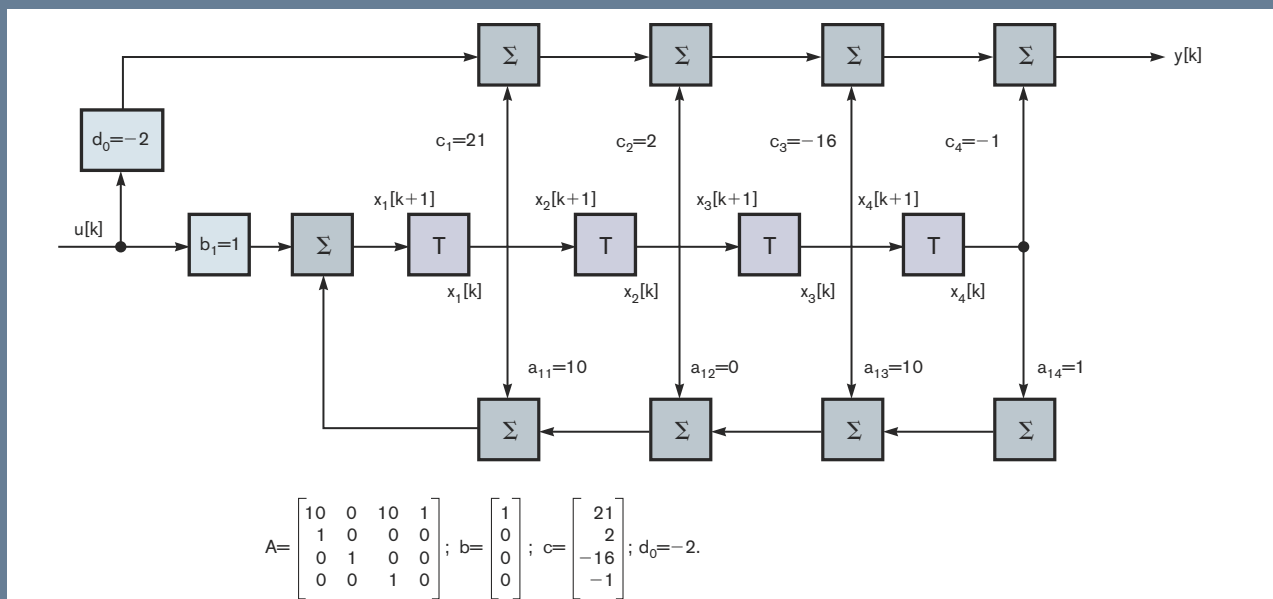 Σ Σ Σ Σ y[k]
d₀=−2 c₁=21 c₂=2 c₃=−16 c₄=−1
x₁[k+1] x₂[k+1] x₃[k+1] x₄[k+1]
u[k] b₁=1 Σ T T T T
x₁[k] x₂[k] x₃[k] x₄[k]
a₁₁=10 a₁₂=0 a₁₃=10 a₁₄=1
Σ Σ Σ Σ
10 0 10 1 1 21
1 0 0 0 0 2
A= ; b= ; c= ; d₀=−2.
0 1 0 0 0 −16
0 0 1 0 0 −1